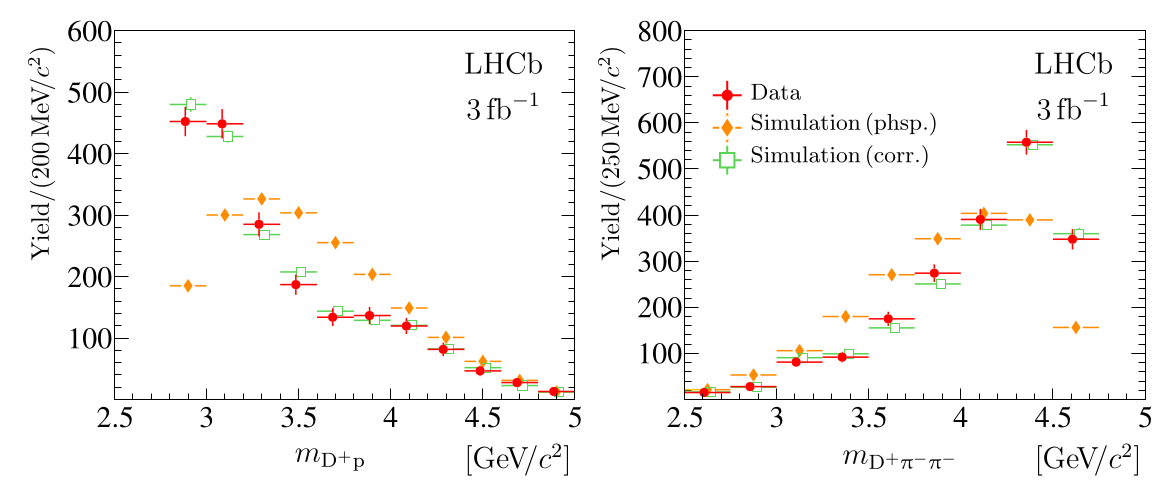 Yield/(200 MeV/c²)
600
500
400
300
200
100
2.5
3
3.5
4
4.5
5
LHCb
3 fb⁻¹
m_D⁺p
[GeV/c²]
Yield/(250 MeV/c²)
800
700
600
500
400
300
200
100
2.5
3
3.5
4
4.5
5
LHCb
3 fb⁻¹
Data
Simulation (phsp.)
Simulation (corr.)
m_D⁺π⁻π⁻
[GeV/c²]